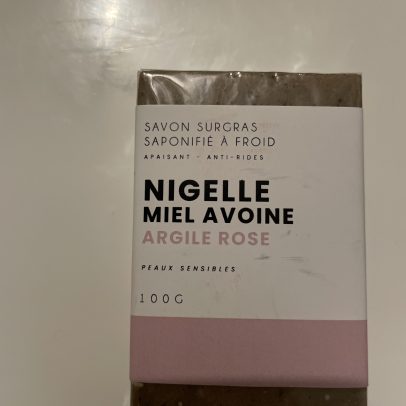 SAVON SURGRAS
SAPONIFIÉ À FROID
APAISANT - ANTI-RIDES
NIGELLE
MIEL AVOINE
ARGILE ROSE
PEAUX SENSIBLES
100G